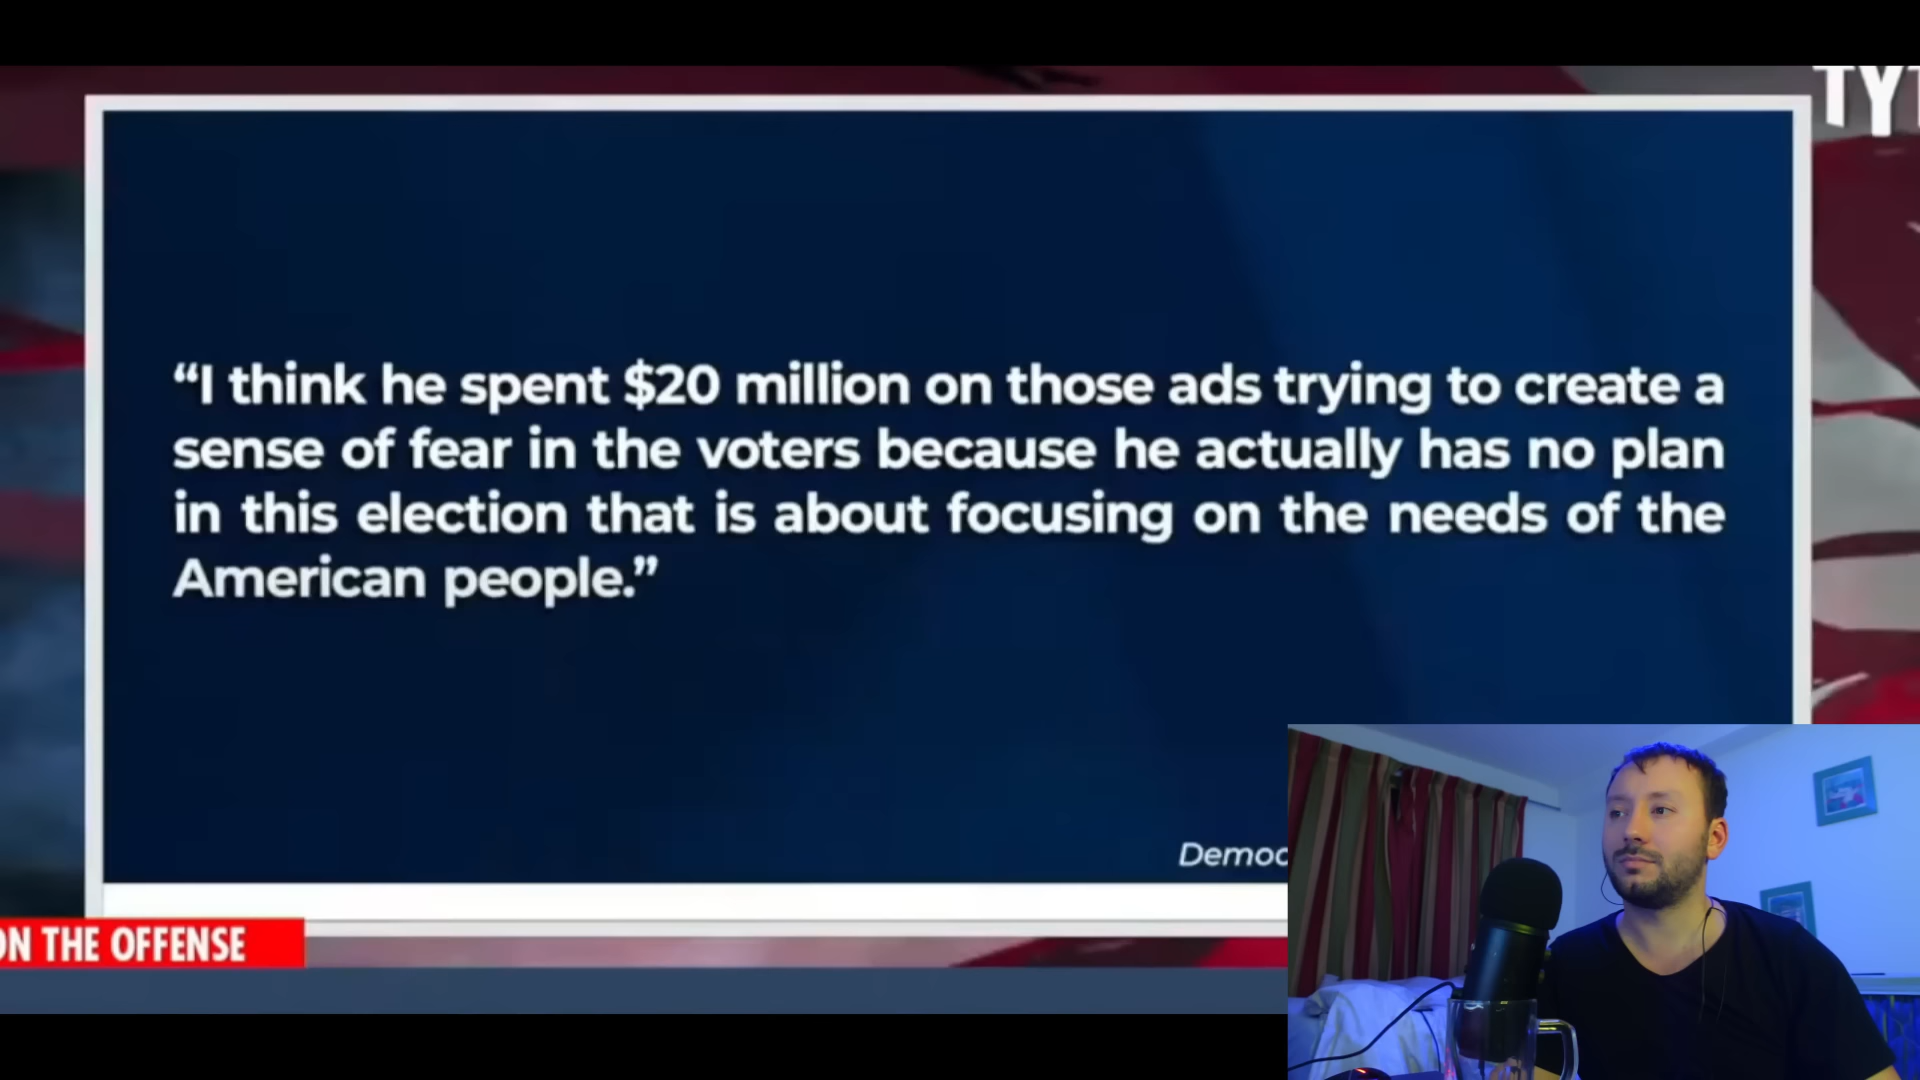 TYT
“I think he spent $20 million on those ads trying to create a
sense of fear in the voters because he actually has no plan
in this election that is about focusing on the needs of the
American people.”
Democ
ON THE OFFENSE